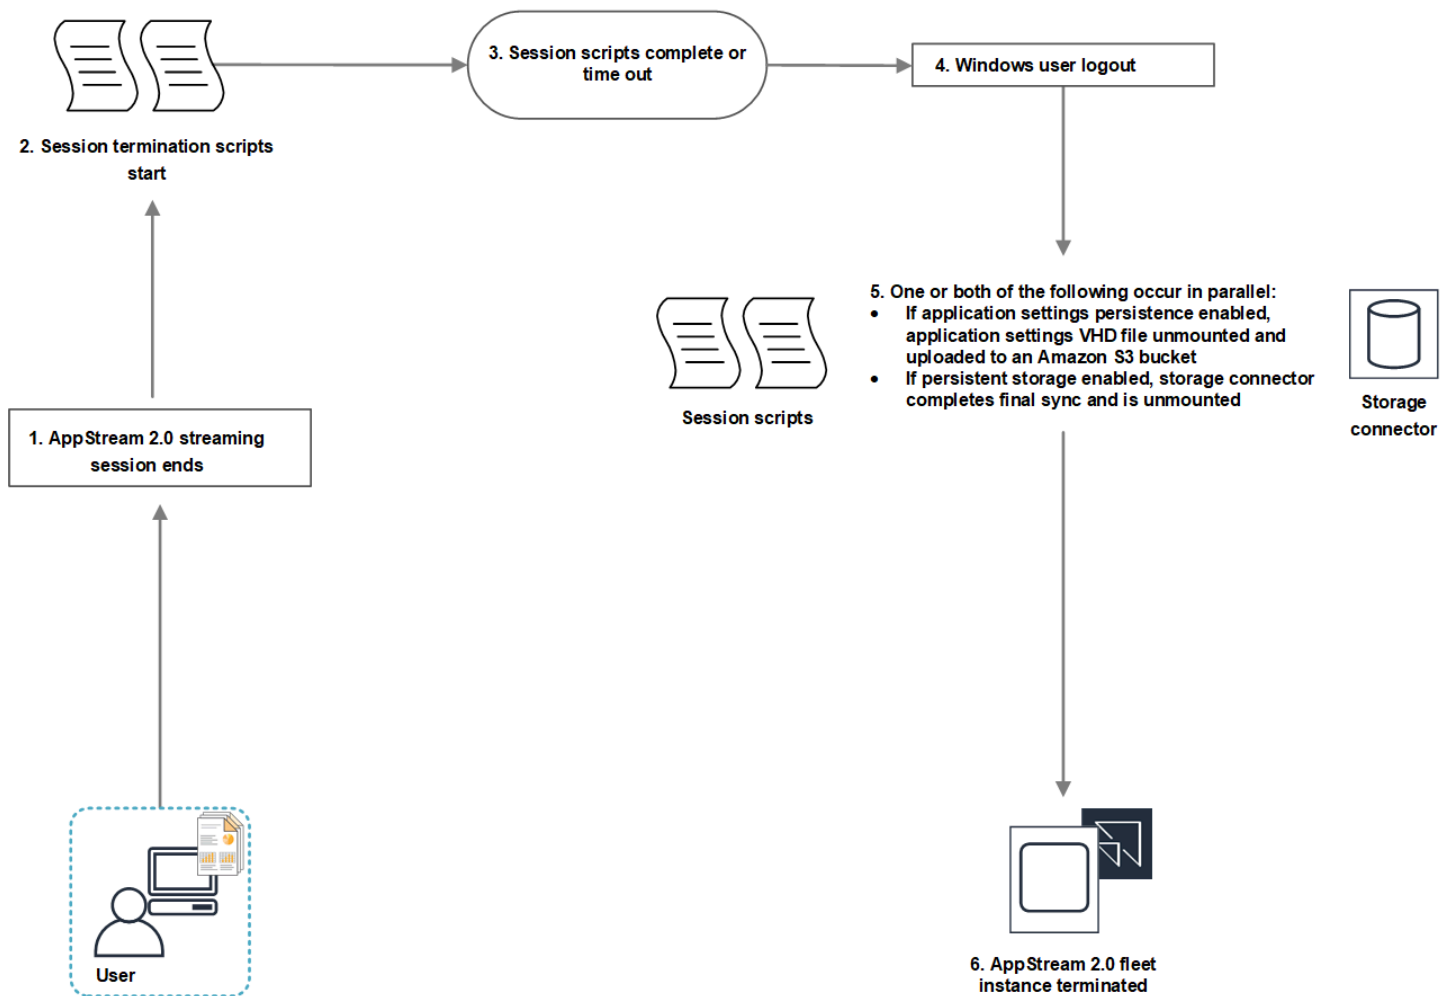 2. Session termination scripts
start
3. Session scripts complete or
time out
4. Windows user logout
5. One or both of the following occur in parallel:
• If application settings persistence enabled,
application settings VHD file unmounted and
uploaded to an Amazon S3 bucket
• If persistent storage enabled, storage connector
completes final sync and is unmounted
Session scripts
Storage
connector
1. AppStream 2.0 streaming
session ends
User
6. AppStream 2.0 fleet
instance terminated